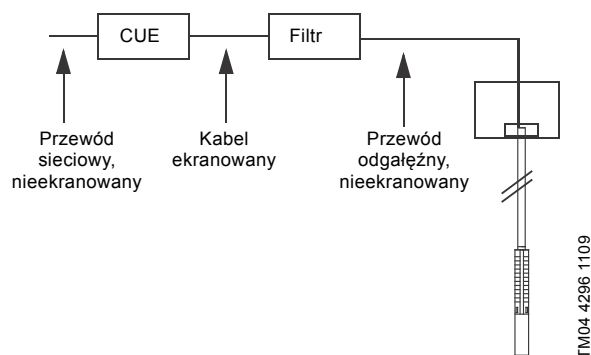 CUE
Filtr
Przewód
sieciowy,
nieekranowany
Kabel
ekranowany
Przewód
odgałęźny,
nieekranowany
TM04 4296 1109